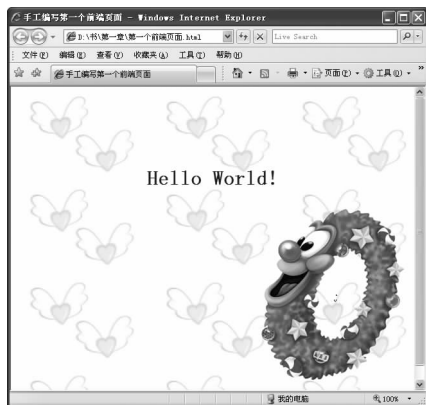 手工编写第一个前端页面 - Windows Internet Explorer
D:\书\第一章\第一个前端页面.html
Live Search
文件(F) 编辑(E) 查看(V) 收藏夹(A) 工具(T) 帮助(H)
手工编写第一个前端页面 页面(P) 工具(O)
Hello World!
我的电脑 100%